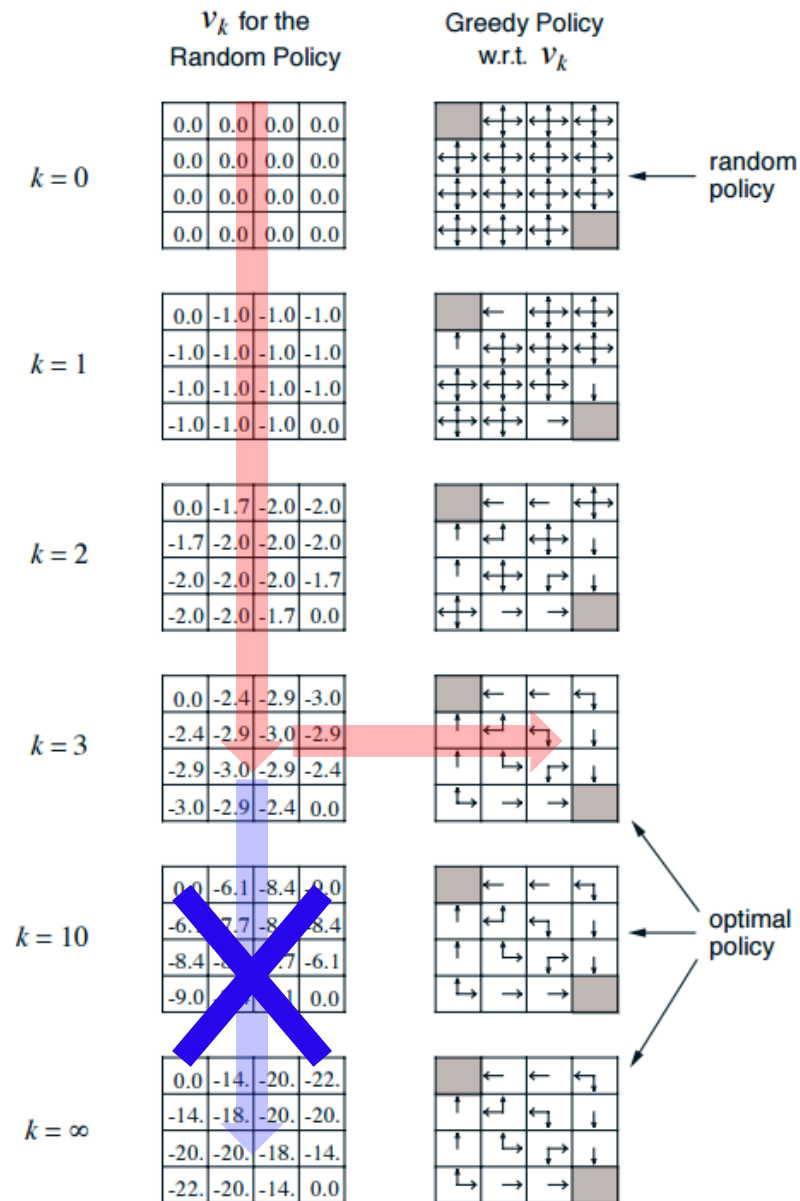 v_k for the
Random Policy
Greedy Policy
w.r.t. v_k
k = 0
0.0 0.0 0.0 0.0
0.0 0.0 0.0 0.0
0.0 0.0 0.0 0.0
0.0 0.0 0.0 0.0
random
policy
k = 1
0.0 -1.0 -1.0 -1.0
-1.0 -1.0 -1.0 -1.0
-1.0 -1.0 -1.0 -1.0
-1.0 -1.0 -1.0 0.0
k = 2
0.0 -1.7 -2.0 -2.0
-1.7 -2.0 -2.0 -2.0
-2.0 -2.0 -2.0 -1.7
-2.0 -2.0 -1.7 0.0
k = 3
0.0 -2.4 -2.9 -3.0
-2.4 -2.9 -3.0 -2.9
-2.9 -3.0 -2.9 -2.4
-3.0 -2.9 -2.4 0.0
k = 10
0.0 -6.1 -8.4 -9.0
-7.7 -8.4
-8.4 -6.1
-9.0 0.0
optimal
policy
k = ∞
0.0 -14. -20. -22.
-14. -18. -20. -20.
-20. -20. -18. -14.
-22. -20. -14. 0.0